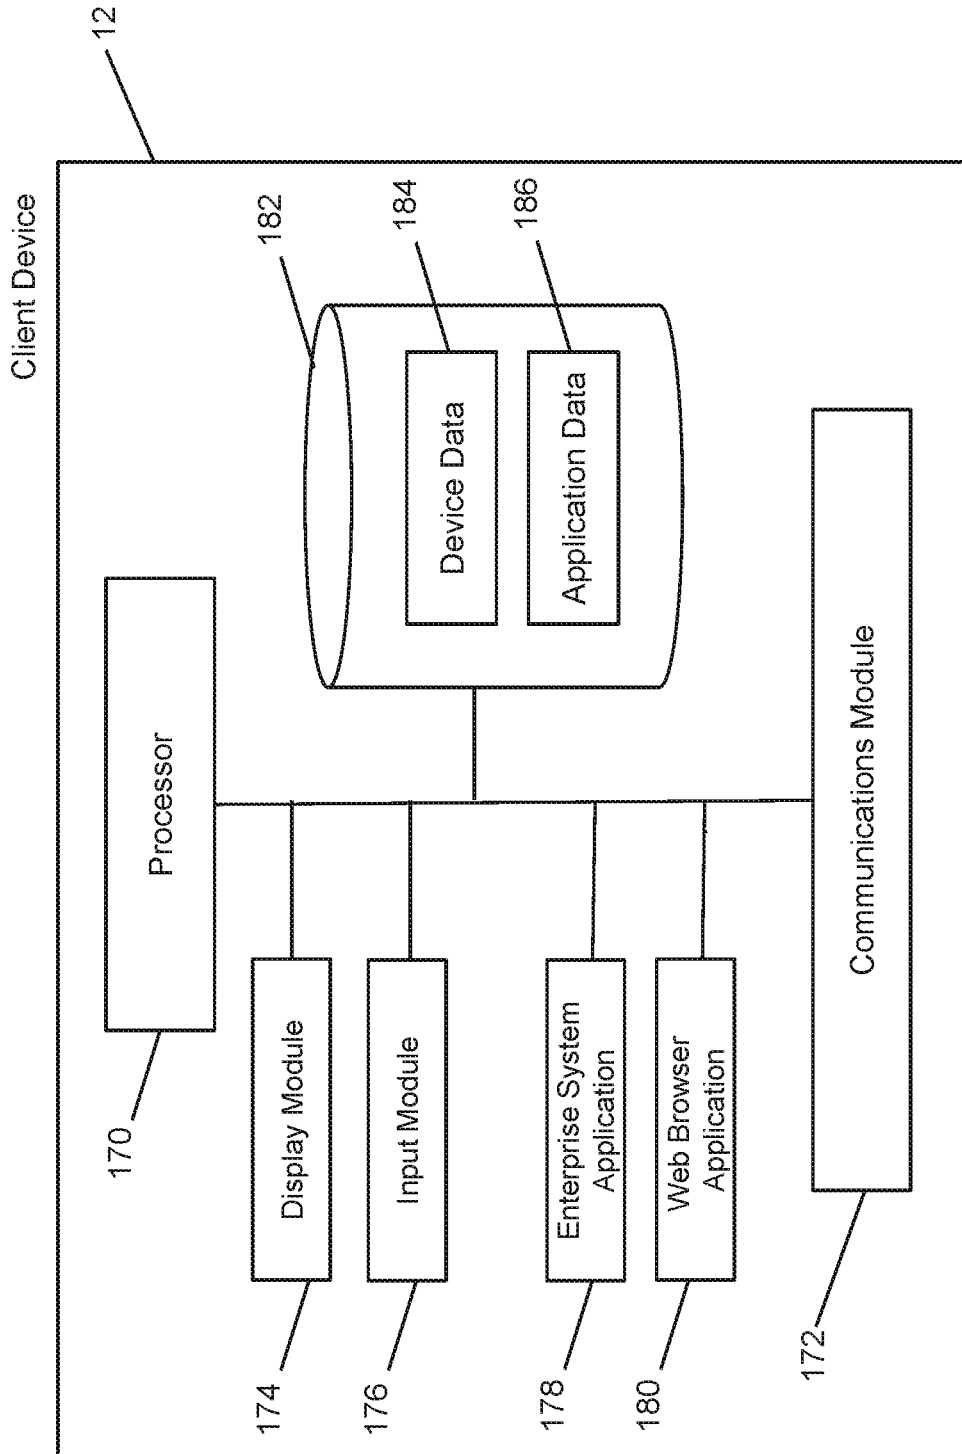 Client Device
12
Processor
170
Display Module
174
Input Module
176
Enterprise System
Application
178
Web Browser
Application
180
182
Device Data
184
Application Data
186
Communications Module
172